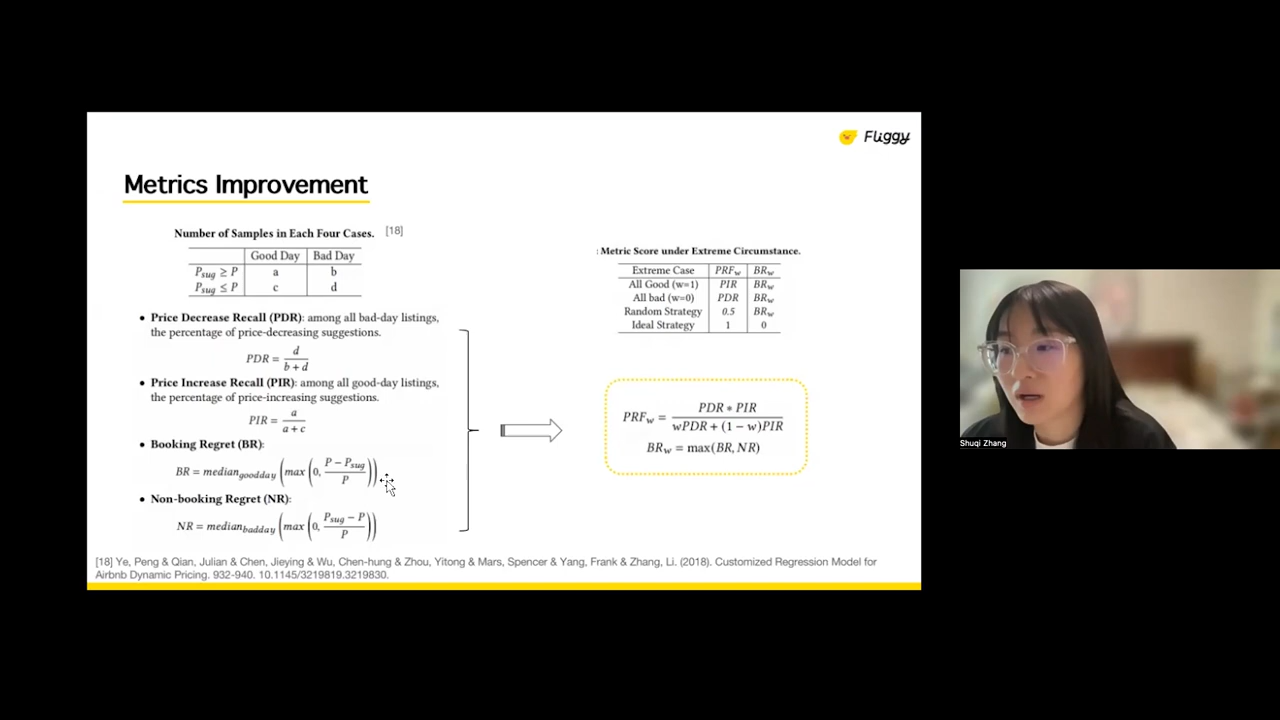 Fliggy
Metrics Improvement
Number of Samples in Each Four Cases. [18]
Good Day Bad Day
P_sug ≥ P a b
P_sug ≤ P c d
• Price Decrease Recall (PDR): among all bad-day listings,
the percentage of price-decreasing suggestions.
PDR = d / (b + d)
• Price Increase Recall (PIR): among all good-day listings,
the percentage of price-increasing suggestions.
PIR = a / (a + c)
• Booking Regret (BR):
BR = median_goodday (max (0, (P − P_sug) / P))
• Non-booking Regret (NR):
NR = median_badday (max (0, (P_sug − P) / P))
: Metric Score under Extreme Circumstance.
Extreme Case PRF_w BR_w
All Good (w=1) PIR BR_w
All bad (w=0) PDR BR_w
Random Strategy 0.5 BR_w
Ideal Strategy 1 0
PRF_w = (PDR ∗ PIR) / (wPDR + (1 − w)PIR)
BR_w = max(BR, NR)
[18] Ye, Peng & Qian, Julian & Chen, Jieying & Wu, Chen-hung & Zhou, Yitong & Mars, Spencer & Yang, Frank & Zhang, Li. (2018). Customized Regression Model for
Airbnb Dynamic Pricing. 932-940. 10.1145/3219819.3219830.
Shuqi Zhang